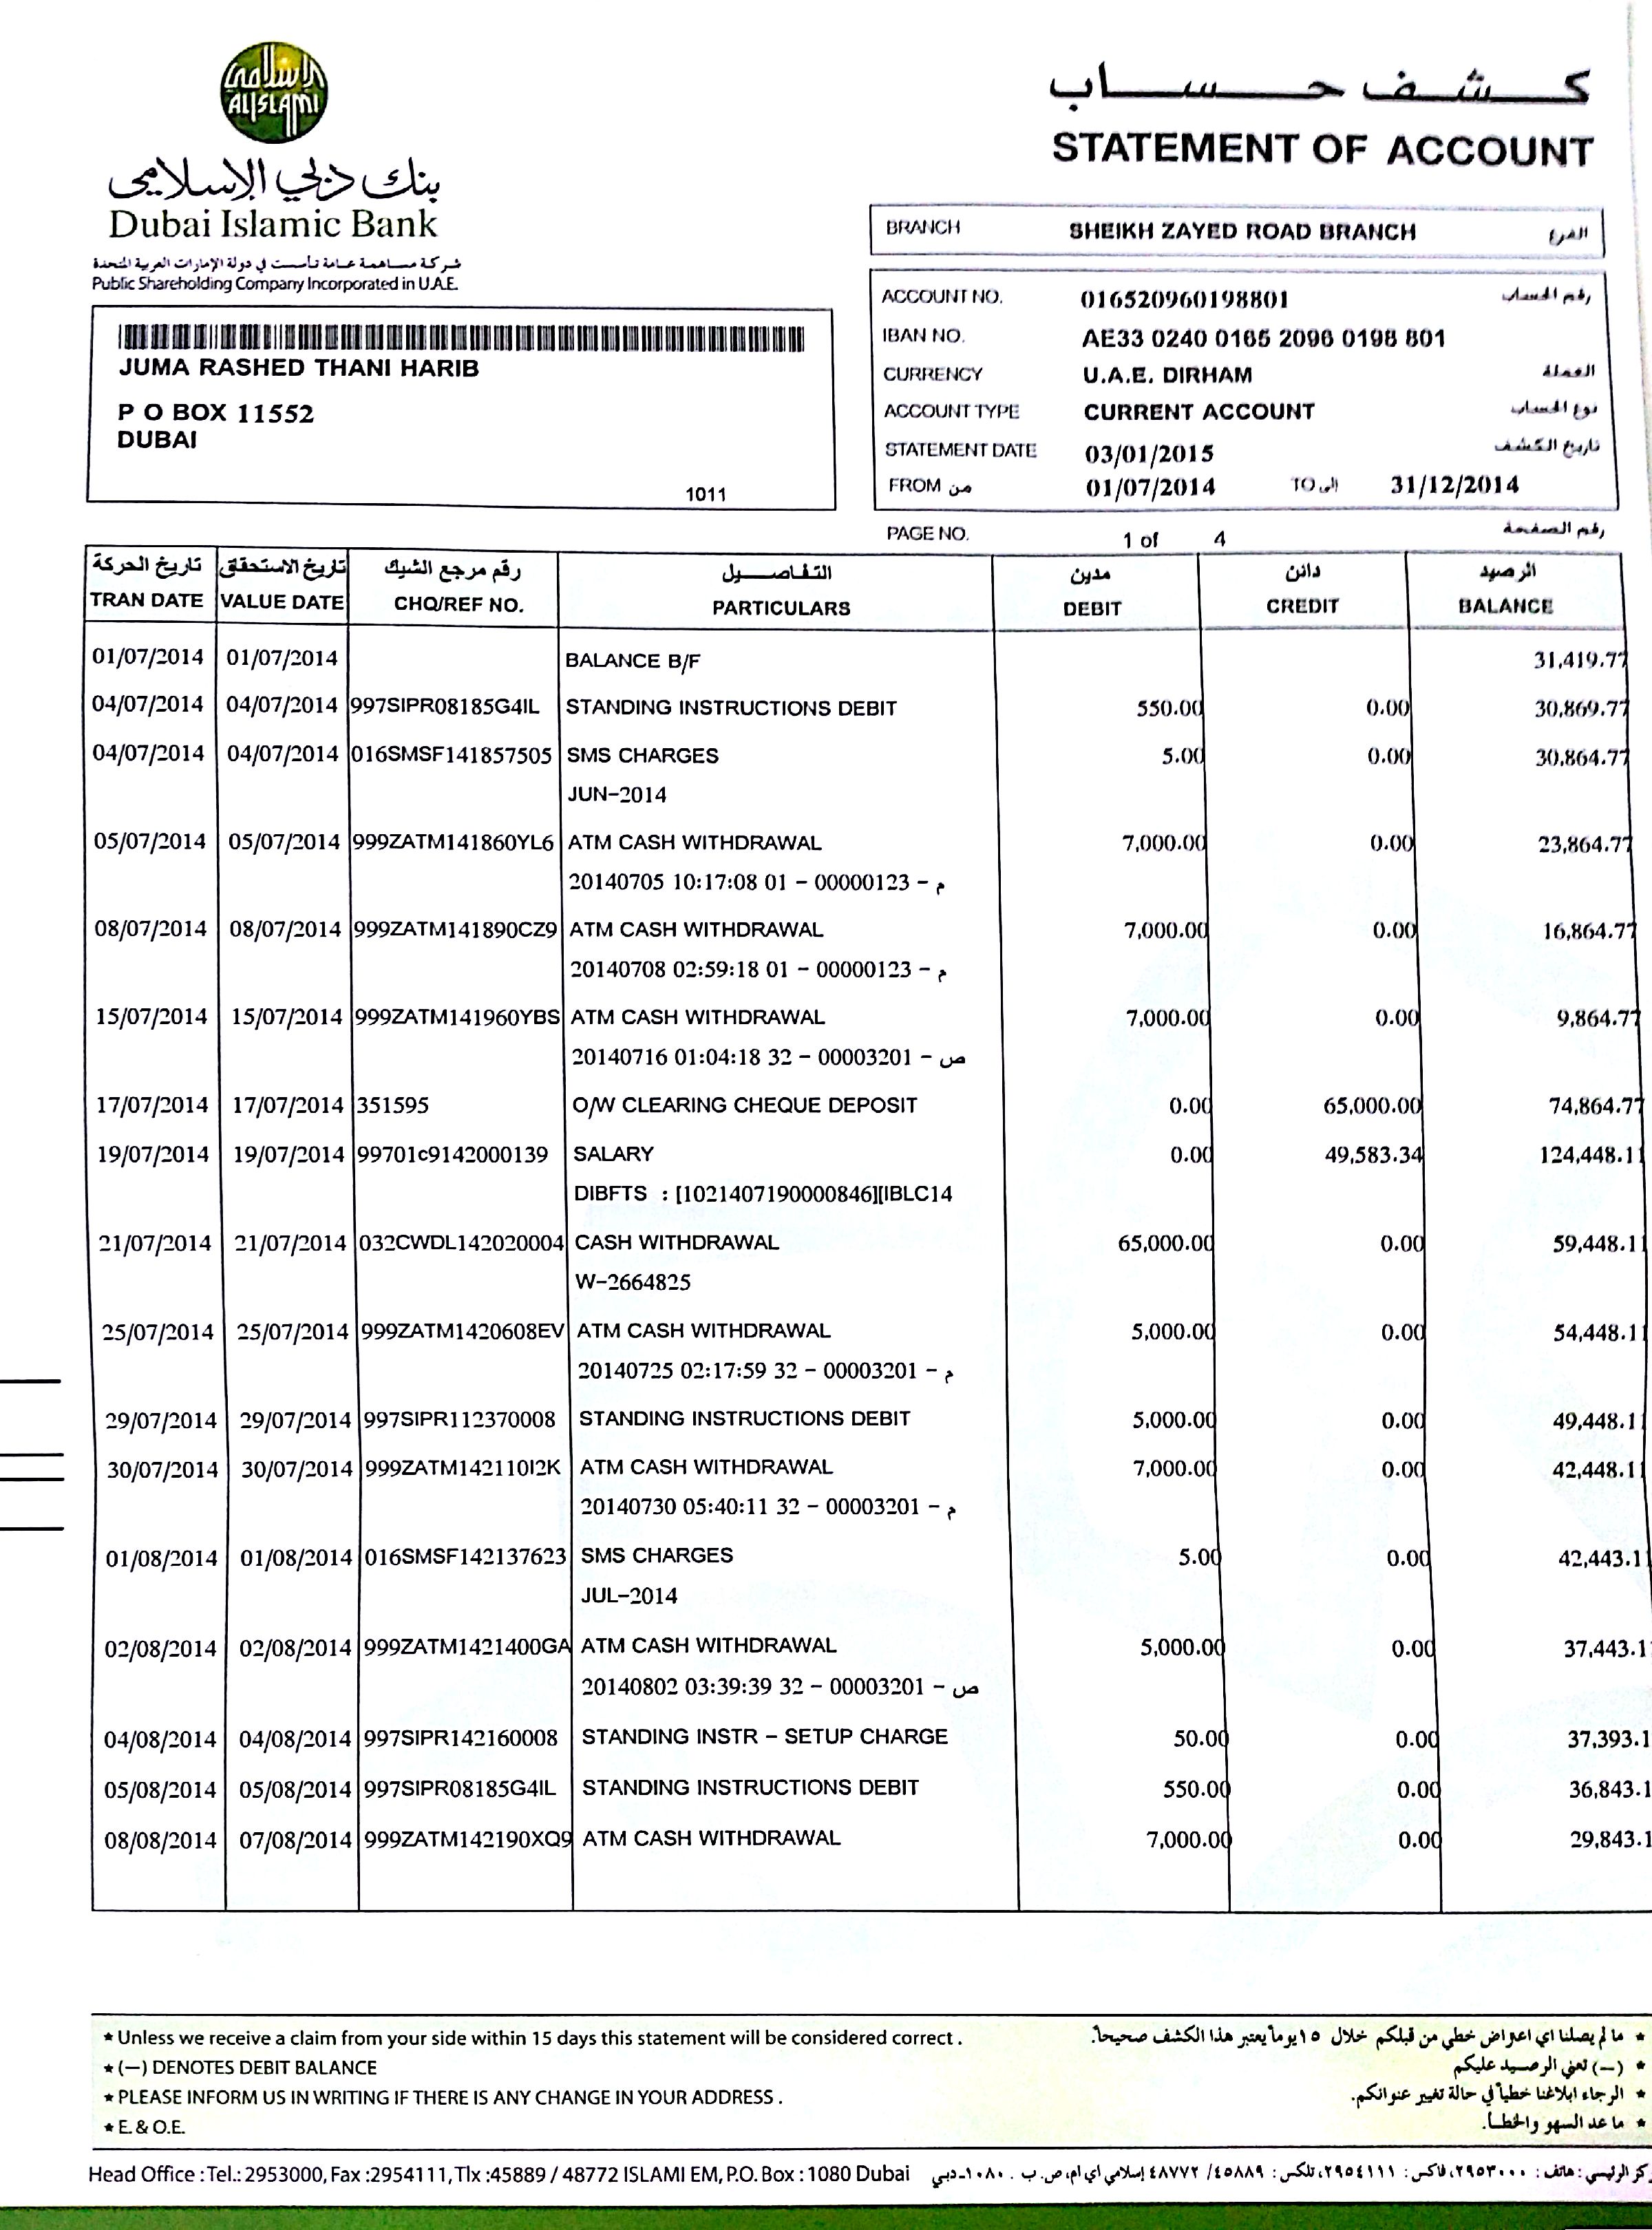 السلامي
ALISLAMI
بنك دبي الإسلامي
Dubai Islamic Bank
شركة مساهمة عامة تأسست في دولة الإمارات العربية المتحدة
Public Shareholding Company Incorporated in U.A.E.
كشف حساب
STATEMENT OF ACCOUNT
BRANCH SHEIKH ZAYED ROAD BRANCH الفرع
JUMA RASHED THANI HARIB
P O BOX 11552
DUBAI
1011
ACCOUNT NO. 016520960198801 رقم الحساب
IBAN NO. AE33 0240 0165 2096 0198 801
CURRENCY U.A.E. DIRHAM العملة
ACCOUNT TYPE CURRENT ACCOUNT نوع الحساب
STATEMENT DATE 03/01/2015 تاريخ الكشف
FROM من 01/07/2014 TO إلى 31/12/2014
PAGE NO. 1 of 4 رقم الصفحة
تاريخ الحركة تاريخ الاستحقاق رقم مرجع الشيك التفاصيل مدين دائن الرصيد
TRAN DATE VALUE DATE CHQ/REF NO. PARTICULARS DEBIT CREDIT BALANCE
01/07/2014 01/07/2014 BALANCE B/F 31,419.77
04/07/2014 04/07/2014 997SIPR08185G4IL STANDING INSTRUCTIONS DEBIT 550.00 0.00 30,869.77
04/07/2014 04/07/2014 016SMSF141857505 SMS CHARGES 5.00 0.00 30,864.77
JUN-2014
05/07/2014 05/07/2014 999ZATM141860YL6 ATM CASH WITHDRAWAL 7,000.00 0.00 23,864.77
20140705 10:17:08 01 - 00000123 - م
08/07/2014 08/07/2014 999ZATM141890CZ9 ATM CASH WITHDRAWAL 7,000.00 0.00 16,864.77
20140708 02:59:18 01 - 00000123 - م
15/07/2014 15/07/2014 999ZATM141960YBS ATM CASH WITHDRAWAL 7,000.00 0.00 9,864.77
20140716 01:04:18 32 - 00003201 - ص
17/07/2014 17/07/2014 351595 O/W CLEARING CHEQUE DEPOSIT 0.00 65,000.00 74,864.77
19/07/2014 19/07/2014 99701c9142000139 SALARY 0.00 49,583.34 124,448.11
DIBFTS : [1021407190000846][IBLC14
21/07/2014 21/07/2014 032CWDL142020004 CASH WITHDRAWAL 65,000.00 0.00 59,448.11
W-2664825
25/07/2014 25/07/2014 999ZATM1420608EV ATM CASH WITHDRAWAL 5,000.00 0.00 54,448.11
20140725 02:17:59 32 - 00003201 - م
29/07/2014 29/07/2014 997SIPR112370008 STANDING INSTRUCTIONS DEBIT 5,000.00 0.00 49,448.11
30/07/2014 30/07/2014 999ZATM142110I2K ATM CASH WITHDRAWAL 7,000.00 0.00 42,448.11
20140730 05:40:11 32 - 00003201 - م
01/08/2014 01/08/2014 016SMSF142137623 SMS CHARGES 5.00 0.00 42,443.11
JUL-2014
02/08/2014 02/08/2014 999ZATM1421400GA ATM CASH WITHDRAWAL 5,000.00 0.00 37,443.1
20140802 03:39:39 32 - 00003201 - ص
04/08/2014 04/08/2014 997SIPR142160008 STANDING INSTR - SETUP CHARGE 50.00 0.00 37,393.1
05/08/2014 05/08/2014 997SIPR08185G4IL STANDING INSTRUCTIONS DEBIT 550.00 0.00 36,843.1
08/08/2014 07/08/2014 999ZATM142190XQ9 ATM CASH WITHDRAWAL 7,000.00 0.00 29,843.1
* Unless we receive a claim from your side within 15 days this statement will be considered correct .
* (—) DENOTES DEBIT BALANCE
* PLEASE INFORM US IN WRITING IF THERE IS ANY CHANGE IN YOUR ADDRESS .
* E. & O.E.
* ما لم يصلنا اي اعتراض خطي من قبلكم خلال ١٥ يوماً يعتبر هذا الكشف صحيحاً.
* (—) تعني الرصيد عليكم
* الرجاء ابلاغنا خطياً في حالة تغيير عنوانكم.
* ما عد السهو والخطأ.
Head Office : Tel.: 2953000, Fax :2954111, Tlx :45889 / 48772 ISLAMI EM, P.O. Box : 1080 Dubai
كز الرئيسي : هاتف : ٢٩٥٣٠٠٠، فاكس : ٢٩٥٤١١١، تلكس : ٤٥٨٨٩/ ٤٨٧٧٢ إسلامي اي ام، ص. ب . ١٠٨٠- دبي